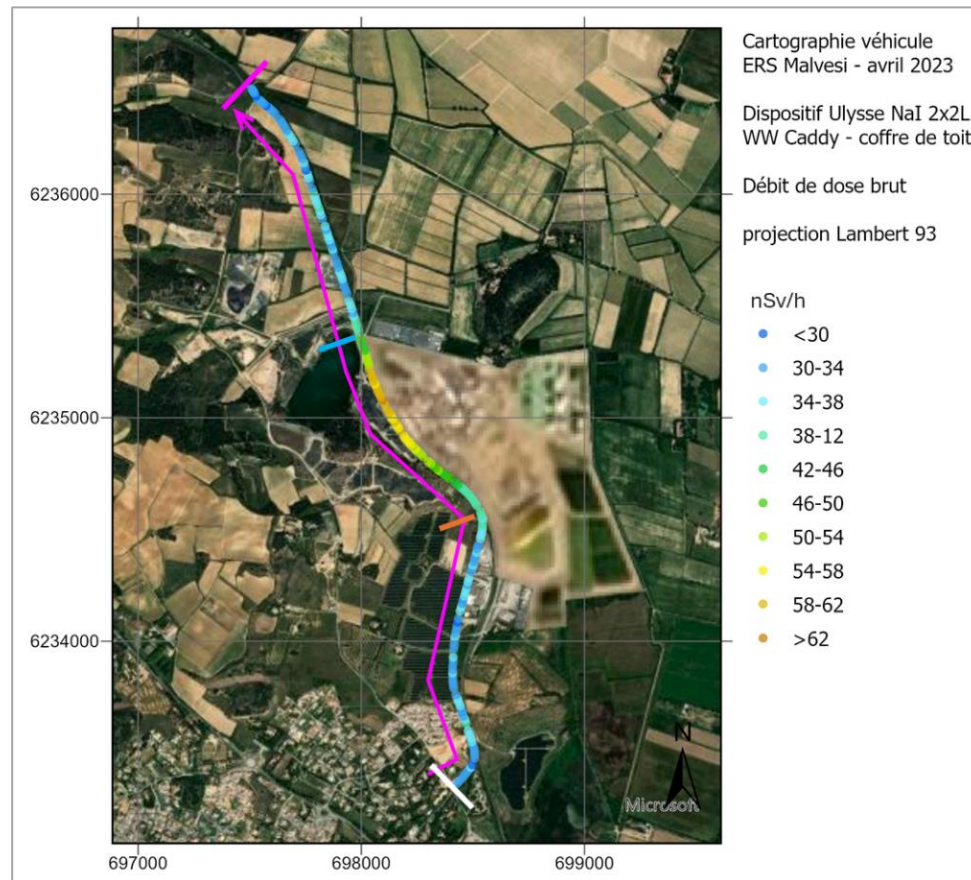 Cartographie véhicule
ERS Malvesi - avril 2023
Dispositif Ulysse NaI 2x2L
WW Caddy - coffre de toit
Débit de dose brut
projection Lambert 93
nSv/h
<30
30-34
34-38
38-12
42-46
46-50
50-54
54-58
58-62
>62
6236000
6235000
6234000
N
Microsoft
697000
698000
699000